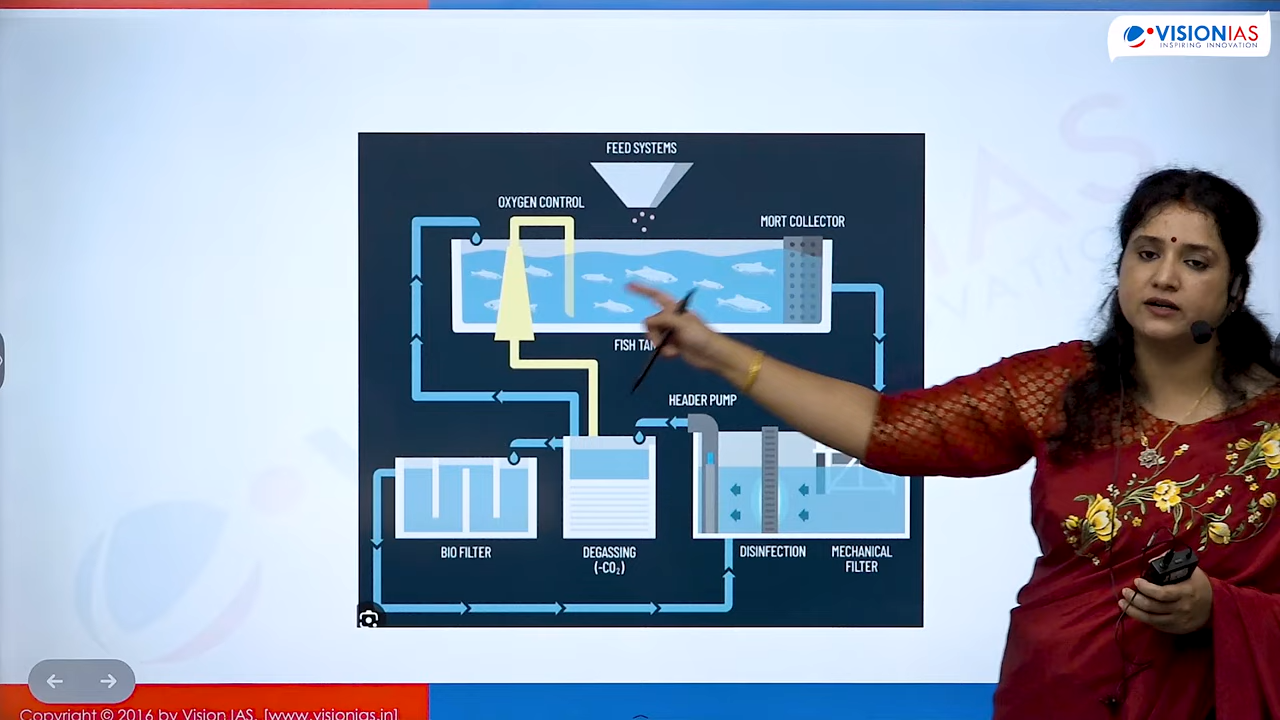 VISIONIAS
INSPIRING INNOVATION
FEED SYSTEMS
OXYGEN CONTROL
MORT COLLECTOR
FISH
HEADER PUMP
BIO FILTER
DEGASSING
(-CO₂)
DISINFECTION
MECHANICAL
FILTER
Copyright © 2016 by Vision IAS. [www.visionias.in]